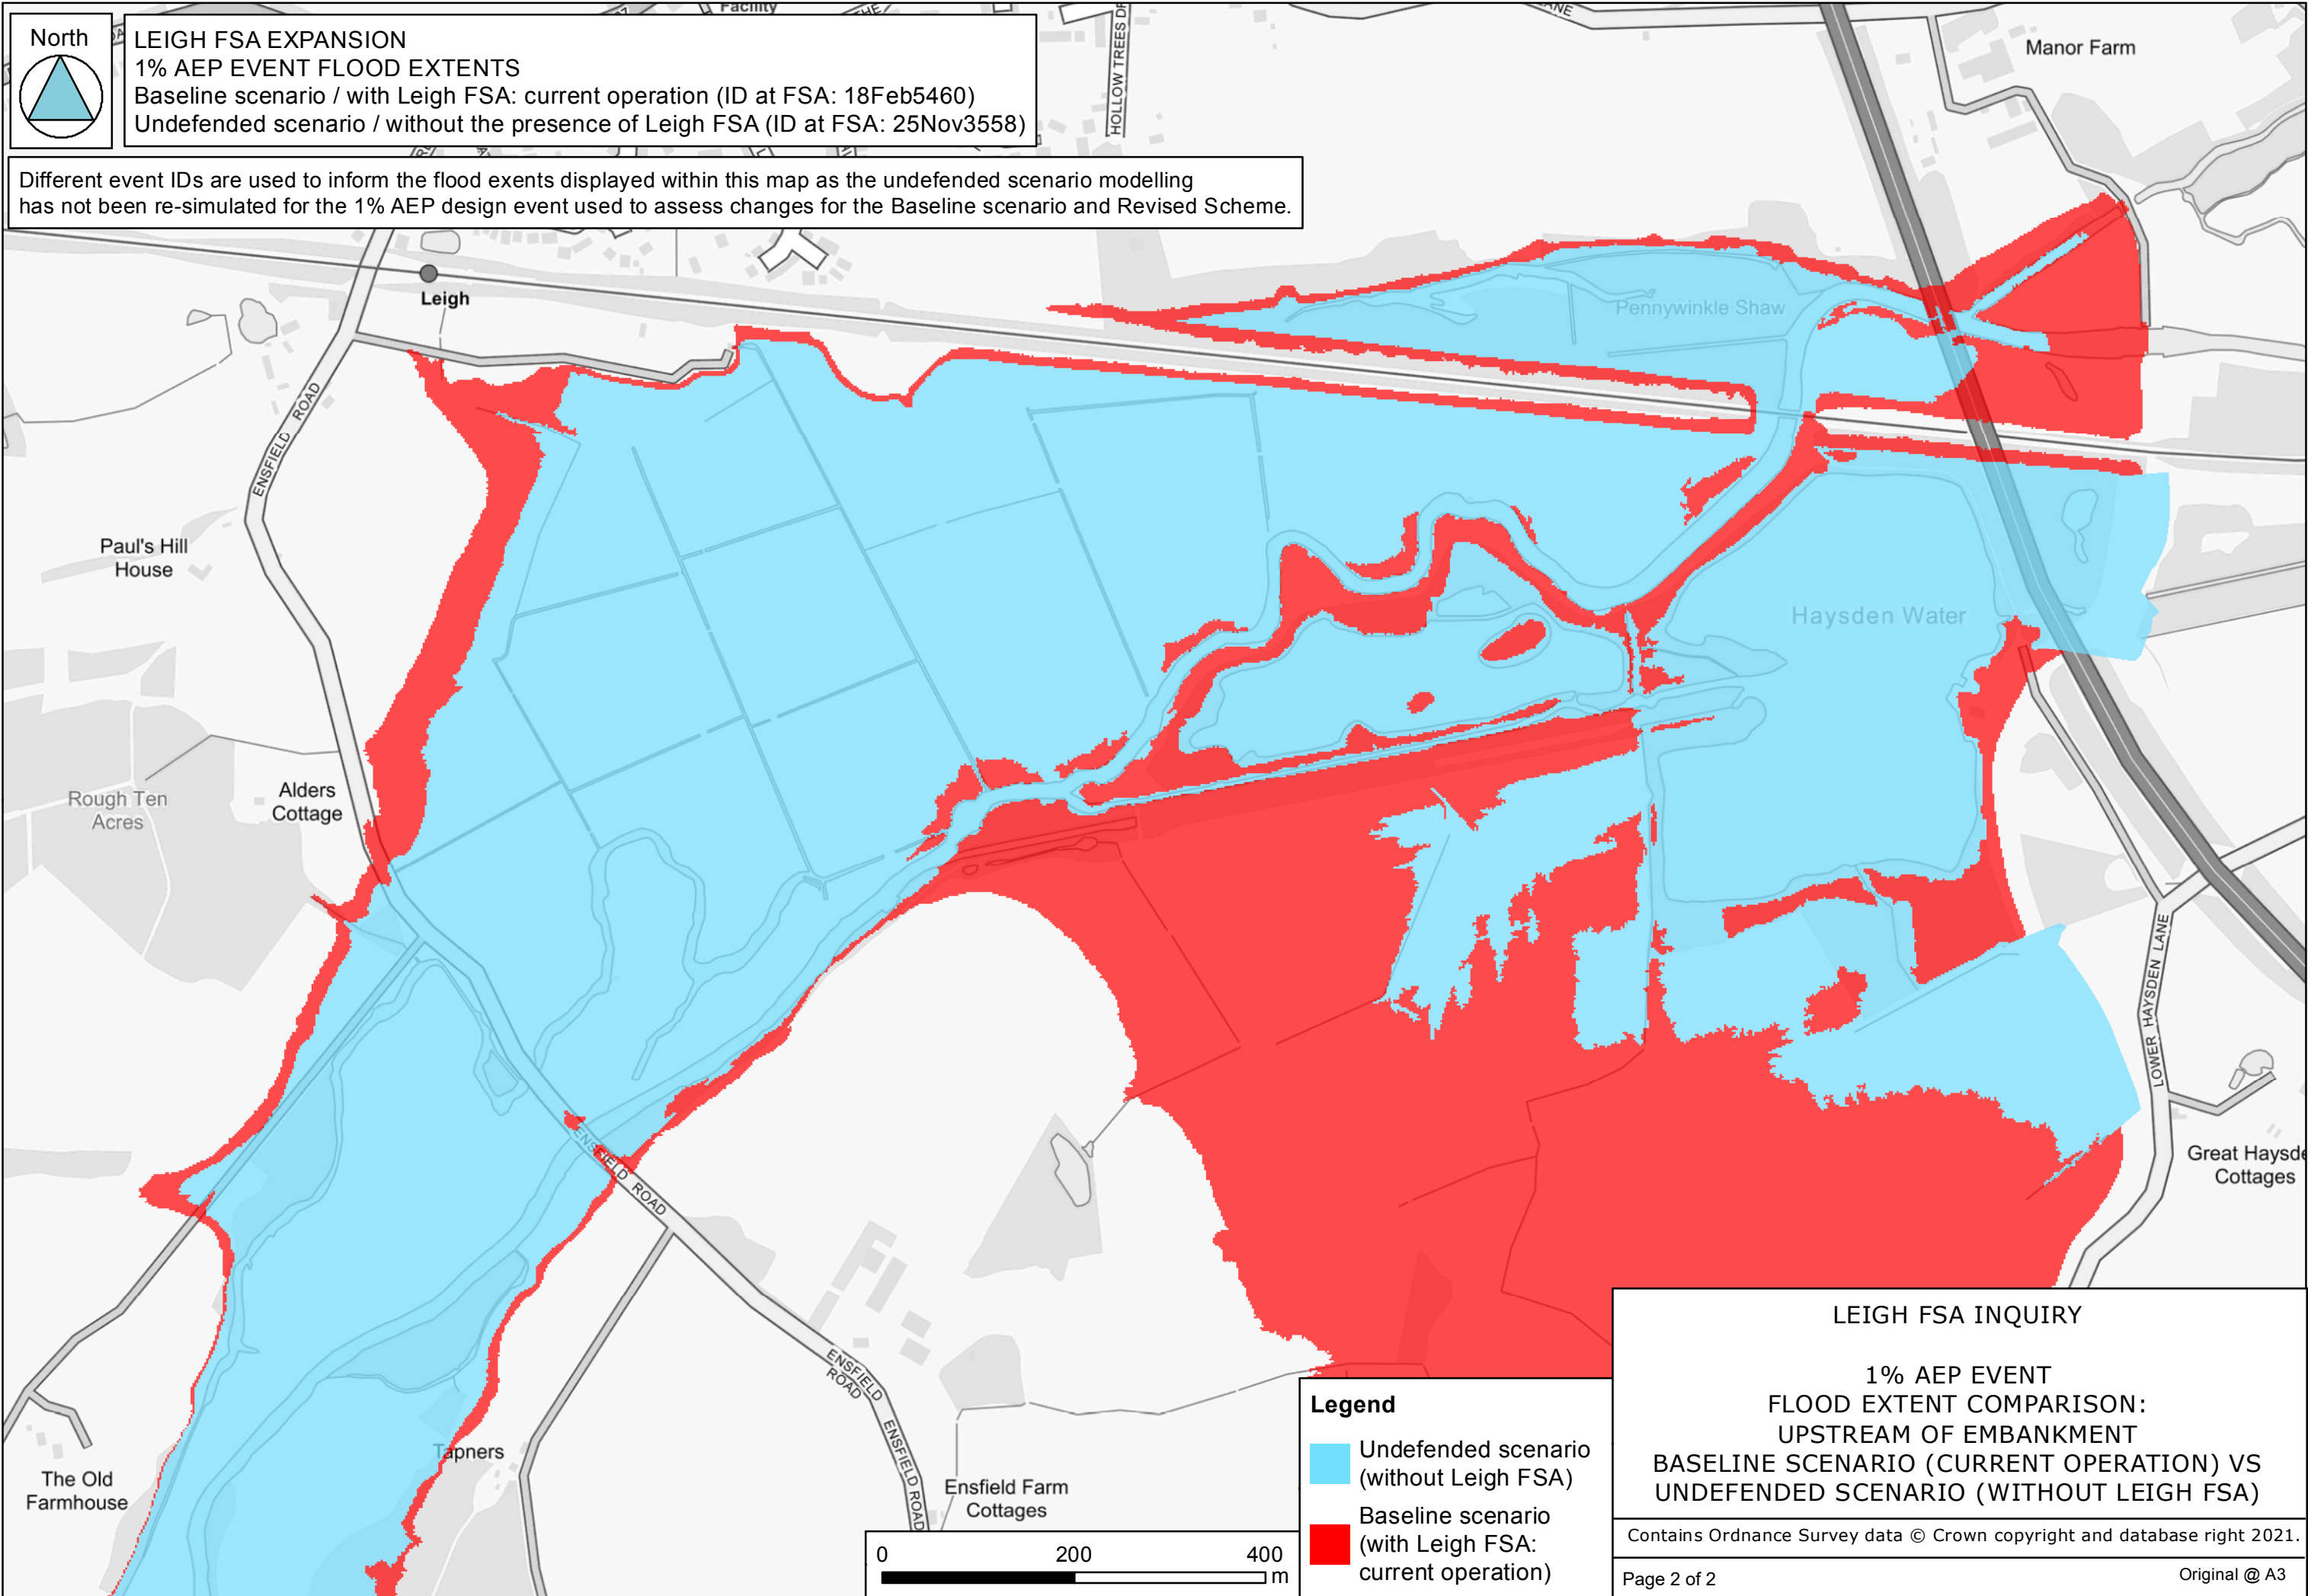 Facility
THE
LANE
HOLLOW TREES DR
North
LEIGH FSA EXPANSION
1% AEP EVENT FLOOD EXTENTS
Baseline scenario / with Leigh FSA: current operation (ID at FSA: 18Feb5460)
Undefended scenario / without the presence of Leigh FSA (ID at FSA: 25Nov3558)
Manor Farm
Different event IDs are used to inform the flood exents displayed within this map as the undefended scenario modelling
has not been re-simulated for the 1% AEP design event used to assess changes for the Baseline scenario and Revised Scheme.
Leigh
Pennywinkle Shaw
ENSFIELD ROAD
Paul's Hill
House
Haysden Water
Rough Ten
Acres
Alders
Cottage
LOWER HAYSDEN LANE
ENSFIELD ROAD
Great Haysde
Cottages
ENSFIELD
ROAD
ENSFIELD ROAD
Tapners
The Old
Farmhouse
Ensfield Farm
Cottages
0 200 400
m
Legend
Undefended scenario
(without Leigh FSA)
Baseline scenario
(with Leigh FSA:
current operation)
LEIGH FSA INQUIRY
1% AEP EVENT
FLOOD EXTENT COMPARISON:
UPSTREAM OF EMBANKMENT
BASELINE SCENARIO (CURRENT OPERATION) VS
UNDEFENDED SCENARIO (WITHOUT LEIGH FSA)
Contains Ordnance Survey data © Crown copyright and database right 2021.
Page 2 of 2
Original @ A3